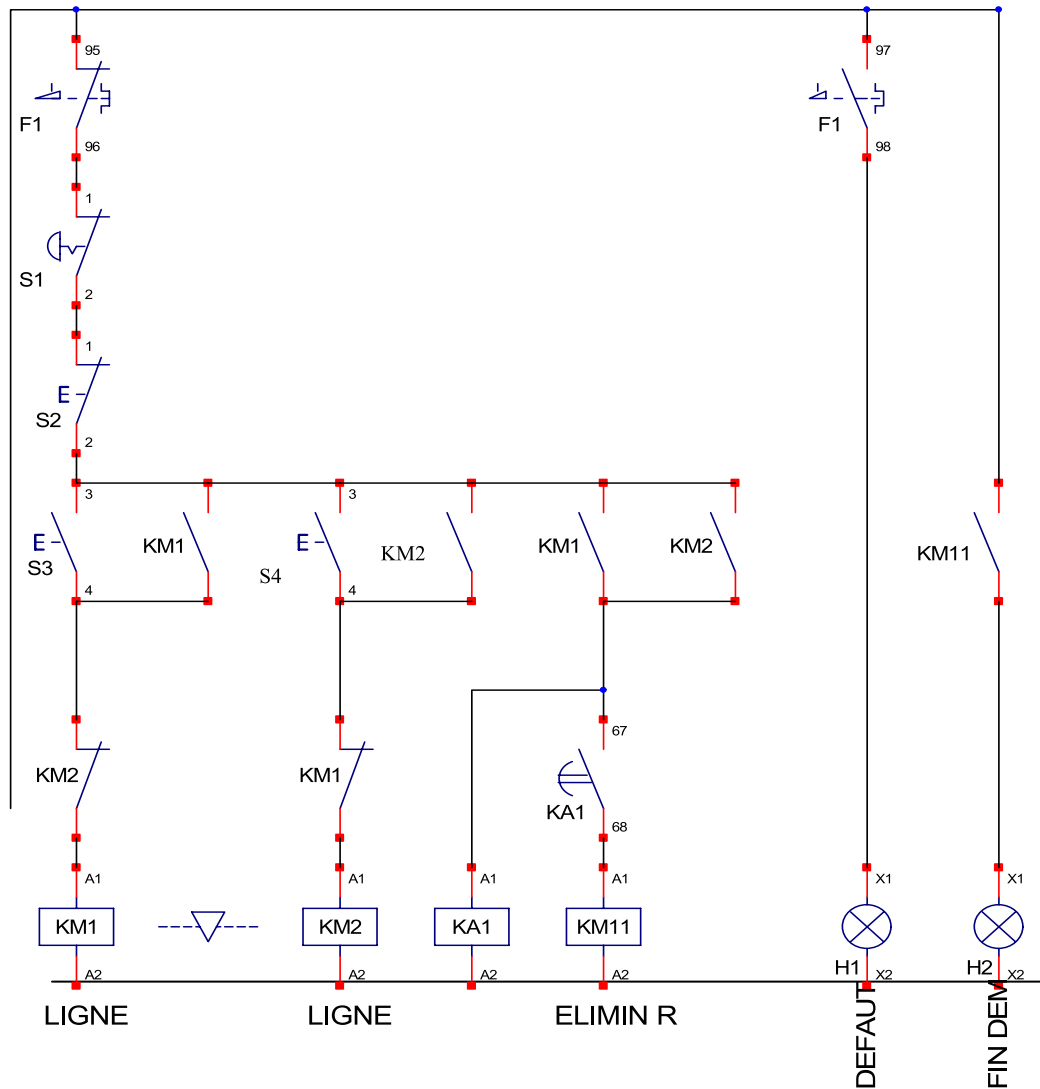 95
97
F1
F1
96
98
1
S1
2
1
E
S2
2
3
3
E
KM1
E
KM2
KM1
KM2
KM11
S3
S4
4
4
67
KM2
KM1
KA1
68
A1
A1
A1
A1
X1
X1
KM1
KM2
KA1
KM11
H1
H2
A2
A2
A2
A2
X2
X2
LIGNE
LIGNE
ELIMIN R
DEFAUT
FIN DEM